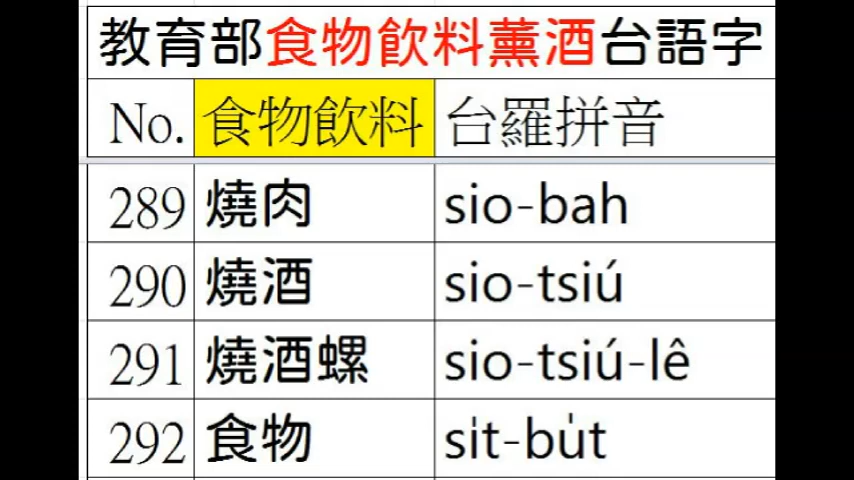 教育部食物飲料薰酒台語字
No. 食物飲料 台羅拼音
289 燒肉 sio-bah
290 燒酒 sio-tsiú
291 燒酒螺 sio-tsiú-lê
292 食物 si̍t-bu̍t